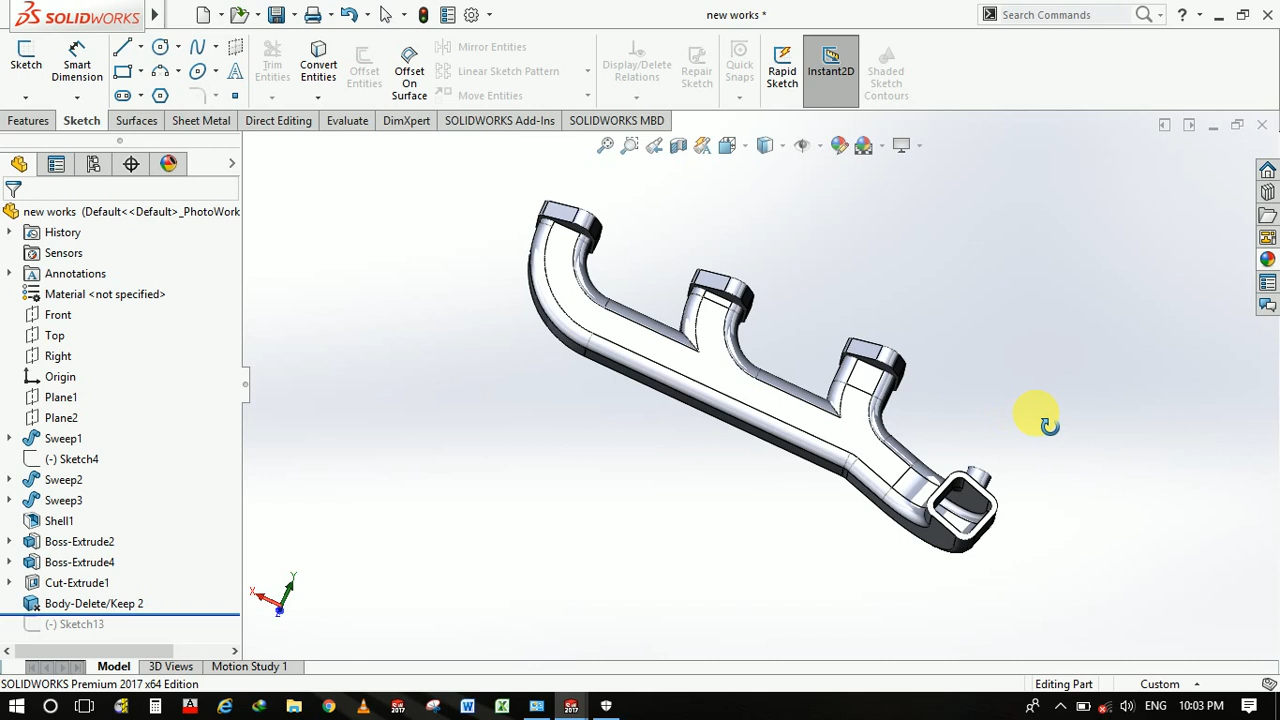 SOLIDWORKS
new works *
Search Commands
?
Sketch
Smart Dimension
Trim Entities
Convert Entities
Offset Entities
Offset On Surface
Mirror Entities
Linear Sketch Pattern
Move Entities
Display/Delete Relations
Repair Sketch
Quick Snaps
Rapid Sketch
Instant2D
Shaded Sketch Contours
Features
Sketch
Surfaces
Sheet Metal
Direct Editing
Evaluate
DimXpert
SOLIDWORKS Add-Ins
SOLIDWORKS MBD
new works (Default<<Default>_PhotoWork
History
Sensors
Annotations
Material <not specified>
Front
Top
Right
Origin
Plane1
Plane2
Sweep1
(-) Sketch4
Sweep2
Sweep3
Shell1
Boss-Extrude2
Boss-Extrude4
Cut-Extrude1
Body-Delete/Keep 2
(-) Sketch13
X
Y
Z
Model
3D Views
Motion Study 1
SOLIDWORKS Premium 2017 x64 Edition
Editing Part
Custom
ENG
10:03 PM